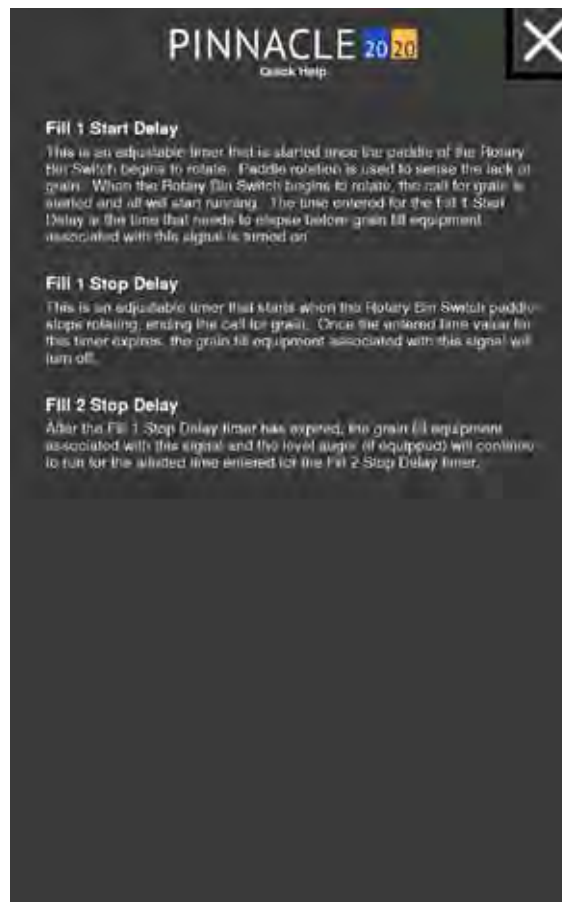 PINNACLE 20 20
Quick Help
Fill 1 Start Delay
This is an adjustable timer that is started once the paddle of the Rotary
Bin Switch begins to rotate. Paddle rotation is used to sense the lack of
grain. When the Rotary Bin Switch begins to rotate, the call for grain is
started and all will start running. The time entered for the Fill 1 Start
Delay is the time that needs to elapse before grain fill equipment
associated with this signal is turned on
Fill 1 Stop Delay
This is an adjustable timer that starts when the Rotary Bin Switch paddle
stops rotating, ending the call for grain. Once the entered time value for
this timer expires, the grain fill equipment associated with this signal will
turn off.
Fill 2 Stop Delay
After the Fill 1 Stop Delay timer has expired, the grain fill equipment
associated with this signal and the level auger (if equipped) will continue
to run for the time entered for the Fill 2 Stop Delay timer.